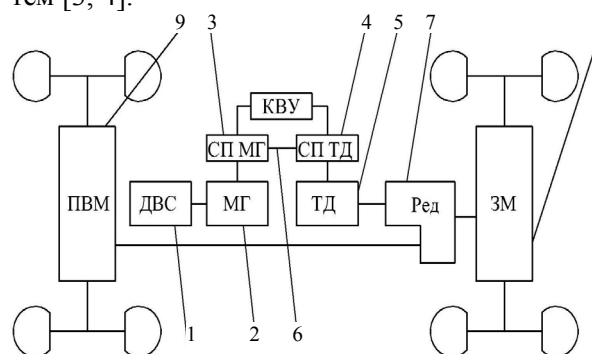 тем [3, 4].
9 3 4 5 7
КВУ
СП МГ СП ТД
ПВМ ДВС МГ ТД Ред ЗМ
1 2 6